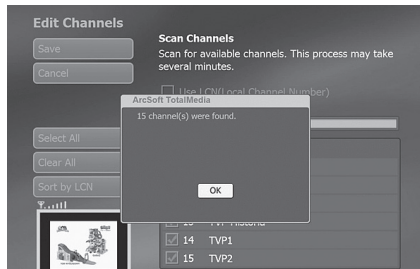 Edit Channels
Save
Cancel
Scan Channels
Scan for available channels. This process may take
several minutes.
Use LCN(Local Channel Number)
ArcSoft TotalMedia
15 channel(s) were found.
OK
Select All
Clear All
Sort by LCN
14 TVP1
15 TVP2